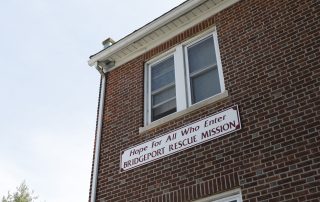 Hope For All Who Enter
BRIDGEPORT RESCUE MISSION